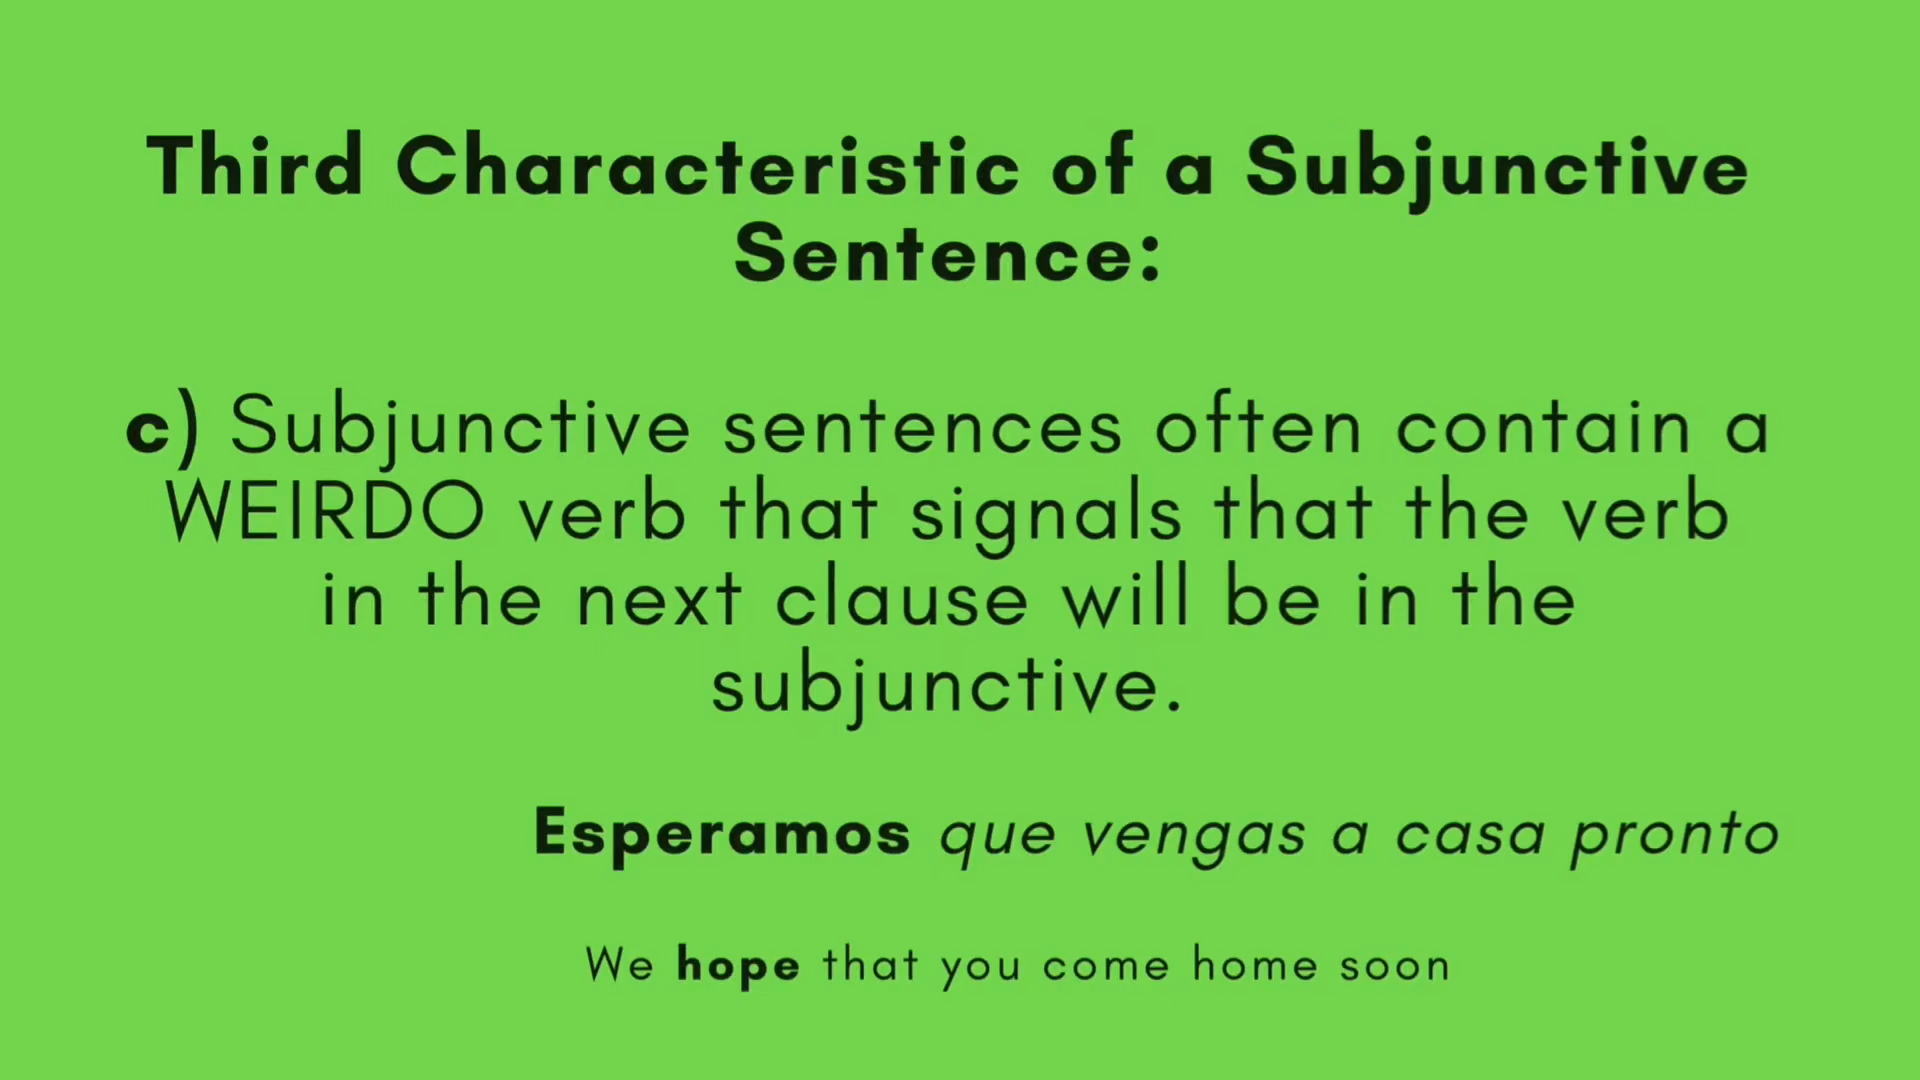 Third Characteristic of a Subjunctive
Sentence:
c) Subjunctive sentences often contain a
WEIRDO verb that signals that the verb
in the next clause will be in the
subjunctive.
Esperamos que vengas a casa pronto
We hope that you come home soon